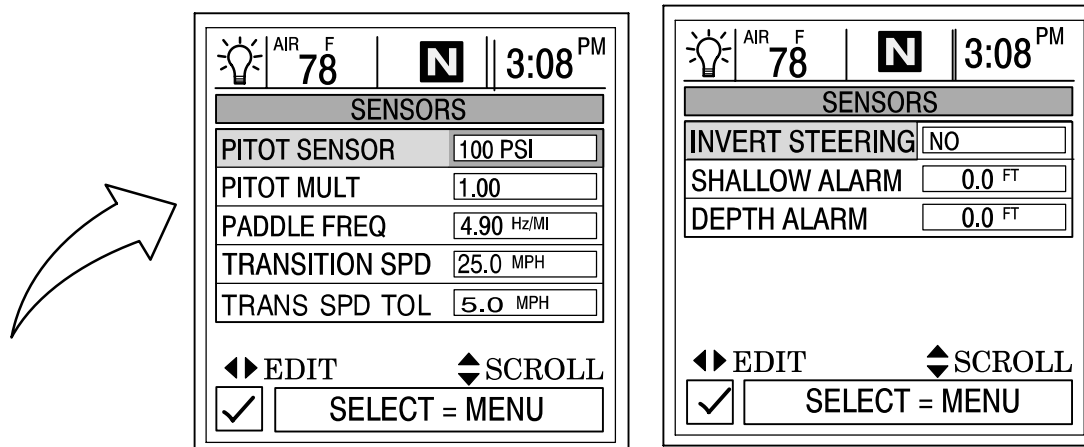 AIR F
78 N 3:08 PM
SENSORS
PITOT SENSOR 100 PSI
PITOT MULT 1.00
PADDLE FREQ 4.90 Hz/MI
TRANSITION SPD 25.0 MPH
TRANS SPD TOL 5.0 MPH
EDIT SCROLL
SELECT = MENU
AIR F
78 N 3:08 PM
SENSORS
INVERT STEERING NO
SHALLOW ALARM 0.0 FT
DEPTH ALARM 0.0 FT
EDIT SCROLL
SELECT = MENU